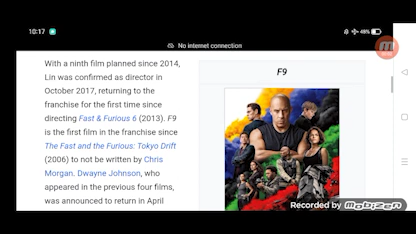 10:17
48%
No internet connection
With a ninth film planned since 2014,
Lin was confirmed as director in
October 2017, returning to the
franchise for the first time since
directing Fast & Furious 6 (2013). F9
is the first film in the franchise since
The Fast and the Furious: Tokyo Drift
(2006) to not be written by Chris
Morgan. Dwayne Johnson, who
appeared in the previous four films,
was announced to return in April
F9
Recorded by Mobizen